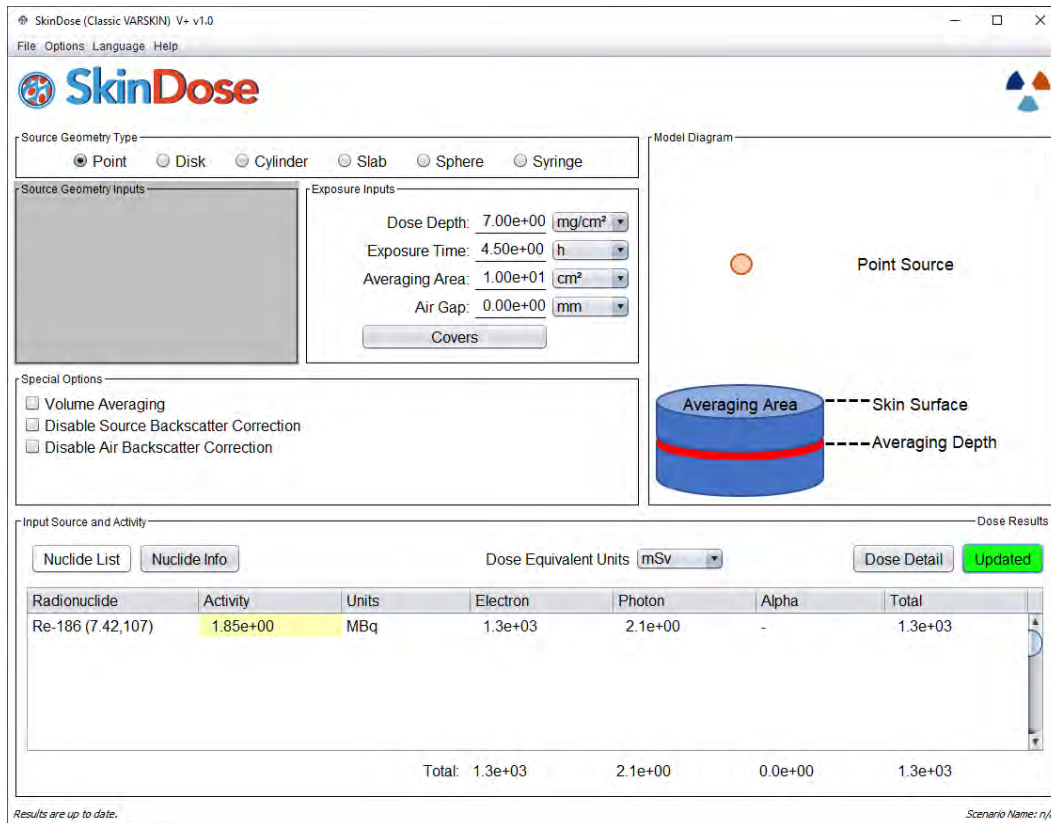 SkinDose (Classic VARSKIN) V+ v1.0
File Options Language Help
SkinDose
Source Geometry Type
Point Disk Cylinder Slab Sphere Syringe
Source Geometry Inputs
Exposure Inputs
Dose Depth: 7.00e+00 mg/cm²
Exposure Time: 4.50e+00 h
Averaging Area: 1.00e+01 cm²
Air Gap: 0.00e+00 mm
Covers
Special Options
Volume Averaging
Disable Source Backscatter Correction
Disable Air Backscatter Correction
Model Diagram
Point Source
Averaging Area
Skin Surface
Averaging Depth
Input Source and Activity
Dose Results
Nuclide List Nuclide Info Dose Equivalent Units mSv Dose Detail Updated
Radionuclide Activity Units Electron Photon Alpha Total
Re-186 (7.42,107) 1.85e+00 MBq 1.3e+03 2.1e+00 - 1.3e+03
Total: 1.3e+03 2.1e+00 0.0e+00 1.3e+03
Results are up to date.
Scenario Name: n/a